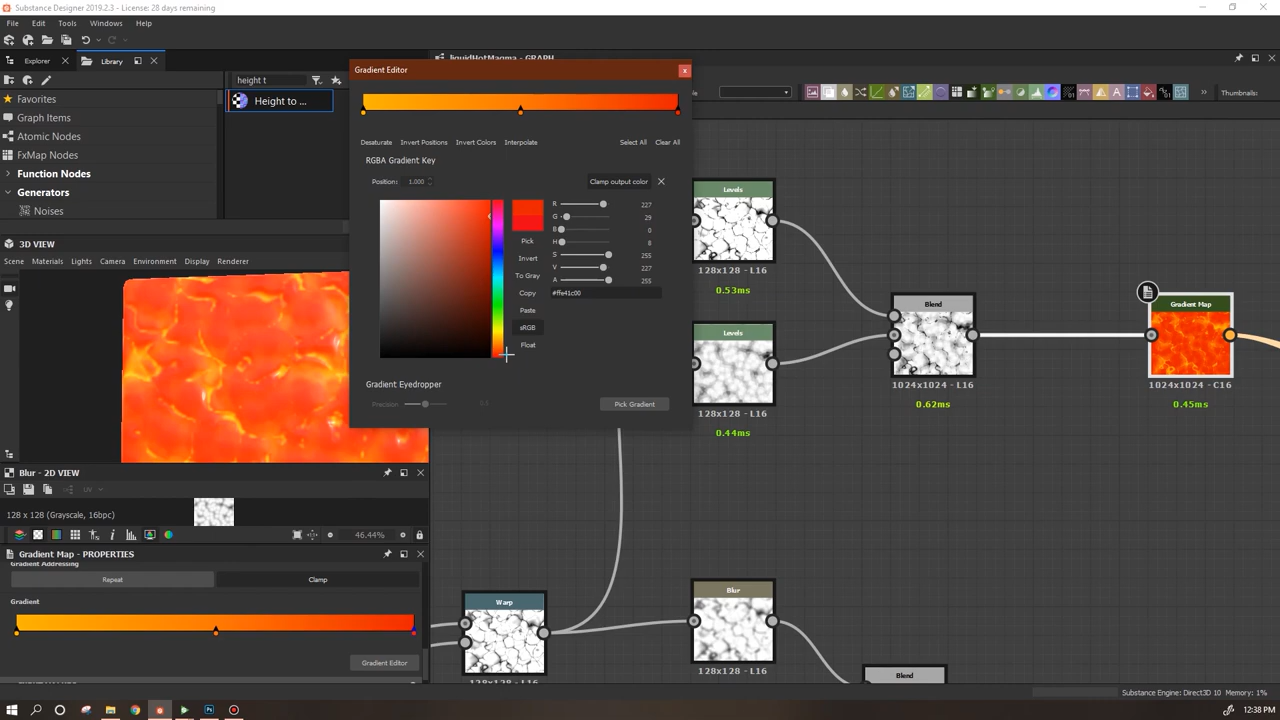 Substance Designer 2019.2.3 - License: 28 days remaining
File Edit Tools Windows Help
Explorer Library
liquidHotMagma - GRAPH
height t
Gradient Editor
Favorites
Graph Items
Atomic Nodes
FxMap Nodes
Function Nodes
Generators
Noises
Height to ...
Thumbnails:
Desaturate Invert Positions Invert Colors Interpolate Select All Clear All
RGBA Gradient Key
Position: 1.000 Clamp output color
R 227
G 29
B 0
H 8
S 255
V 227
A 255
#ffe41c00
Pick
Invert
To Gray
Copy
Paste
sRGB
Float
Gradient Eyedropper
Precision 0.0
Pick Gradient
3D VIEW
Scene Materials Lights Camera Environment Display Renderer
Levels
128x128 - L16
0.53ms
Levels
128x128 - L16
0.44ms
Blend
1024x1024 - L16
0.62ms
Gradient Map
1024x1024 - C16
0.45ms
Blur - 2D VIEW
UV
128 x 128 (Grayscale, 16bpc)
46.44%
Gradient Map - PROPERTIES
Gradient Addressing
Repeat Clamp
Gradient
Gradient Editor
Warp
128x128 - L16
Blur
128x128 - L16
Blend
Substance Engine: Direct3D 10 Memory: 1%
12:38 PM